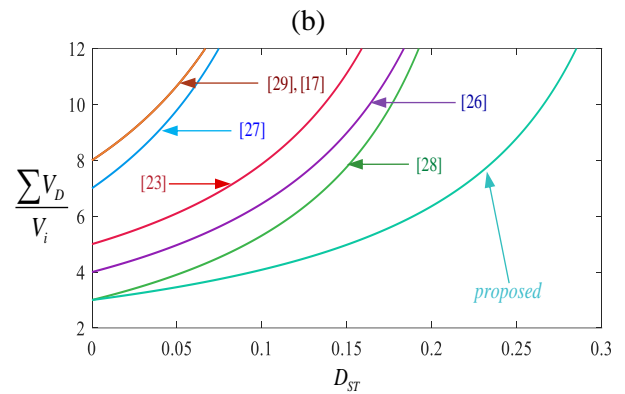 (b)
12
10
8
6
4
2
∑V_D
V_i
[29], [17]
[27]
[26]
[23]
[28]
proposed
0 0.05 0.1 0.15 0.2 0.25 0.3
D_ST